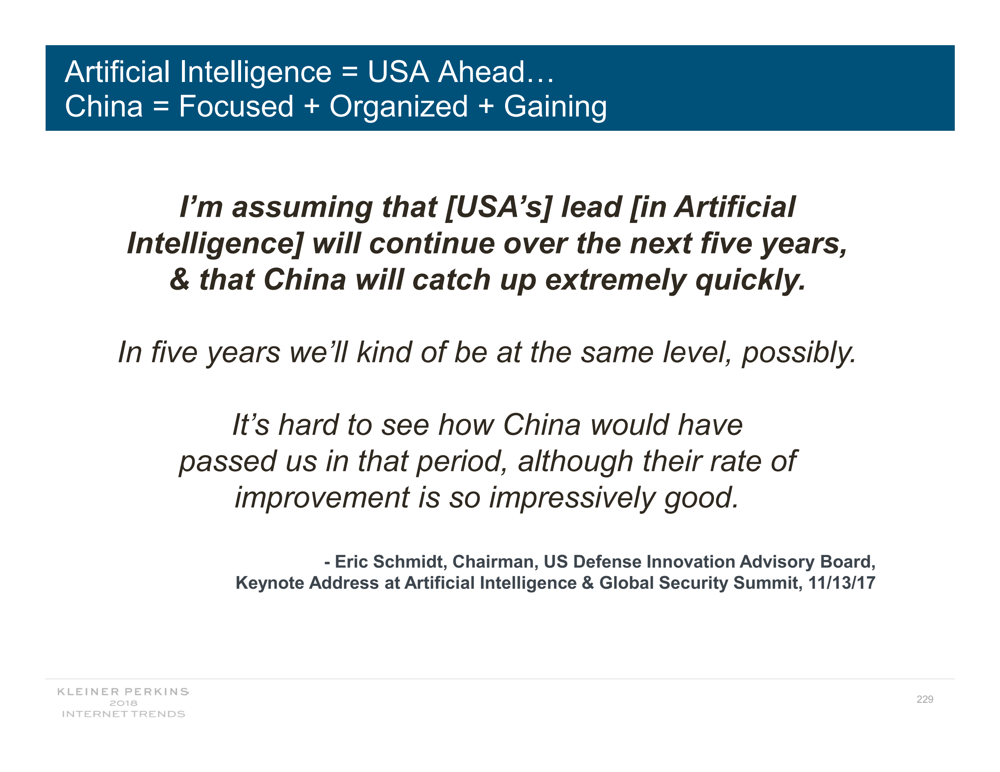 Artificial Intelligence = USA Ahead…
China = Focused + Organized + Gaining
I’m assuming that [USA’s] lead [in Artificial
Intelligence] will continue over the next five years,
& that China will catch up extremely quickly.
In five years we’ll kind of be at the same level, possibly.
It’s hard to see how China would have
passed us in that period, although their rate of
improvement is so impressively good.
- Eric Schmidt, Chairman, US Defense Innovation Advisory Board,
Keynote Address at Artificial Intelligence & Global Security Summit, 11/13/17
KLEINER PERKINS
2018
INTERNET TRENDS
229